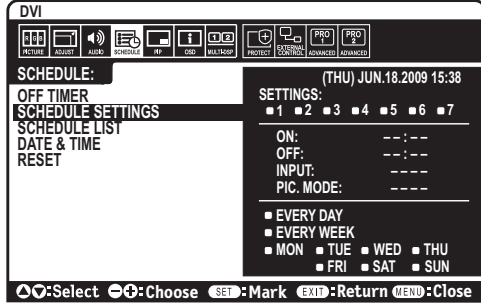 DVI
RGB
PICTURE ADJUST AUDIO SCHEDULE PIP OSD MULTI-DSP PROTECT EXTERNAL CONTROL PRO 1 ADVANCED PRO 2 ADVANCED
SCHEDULE:
OFF TIMER
SCHEDULE SETTINGS
SCHEDULE LIST
DATE & TIME
RESET
(THU) JUN.18.2009 15:38
SETTINGS:
1 2 3 4 5 6 7
ON: --:--
OFF: --:--
INPUT: ----
PIC. MODE: ----
EVERY DAY
EVERY WEEK
MON TUE WED THU
FRI SAT SUN
:Select :Choose SET:Mark EXIT:Return MENU:Close